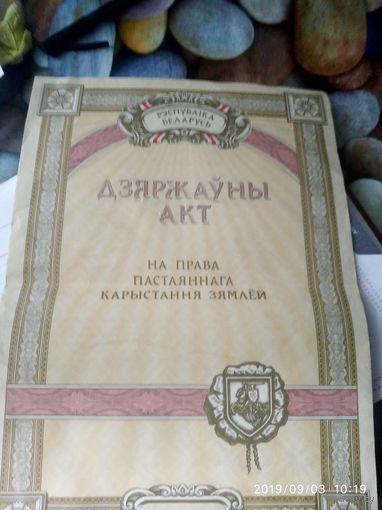 РЭСПУБЛІКА
БЕЛАРУСЬ
ДЗЯРЖАЎНЫ
АКТ
НА ПРАВА
ПАСТАЯННАГА
КАРЫСТАННЯ ЗЯМЛЁЙ
2019/09/03 10:19